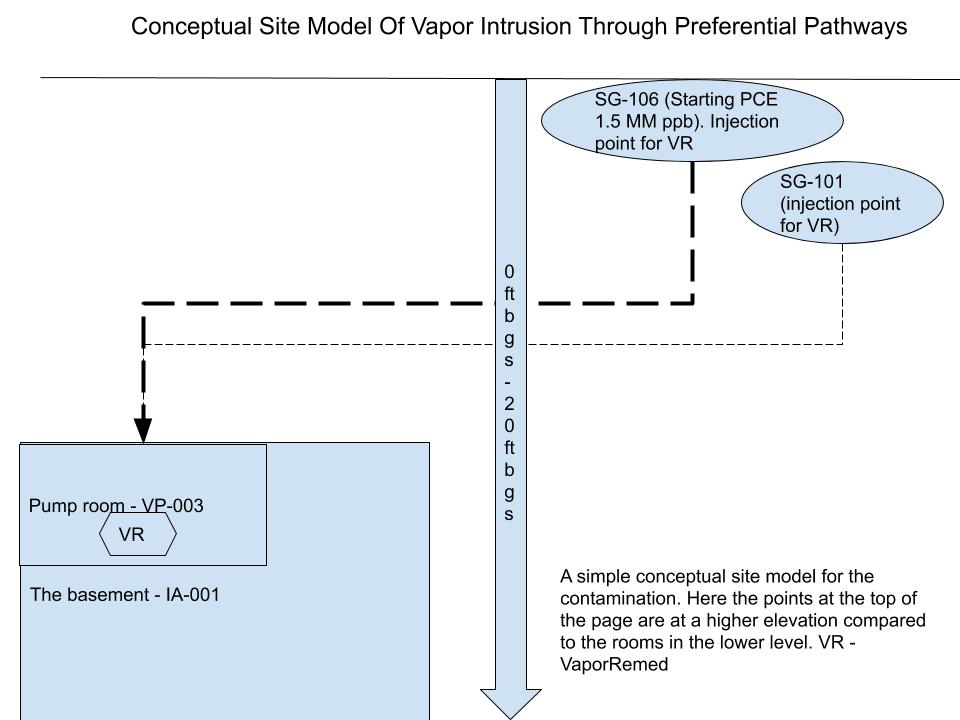 Conceptual Site Model Of Vapor Intrusion Through Preferential Pathways
SG-106 (Starting PCE
1.5 MM ppb). Injection
point for VR
SG-101
(injection point
for VR)
0
ft
b
g
s
-
2
0
ft
b
g
s
Pump room - VP-003
VR
The basement - IA-001
A simple conceptual site model for the
contamination. Here the points at the top of
the page are at a higher elevation compared
to the rooms in the lower level. VR -
VaporRemed